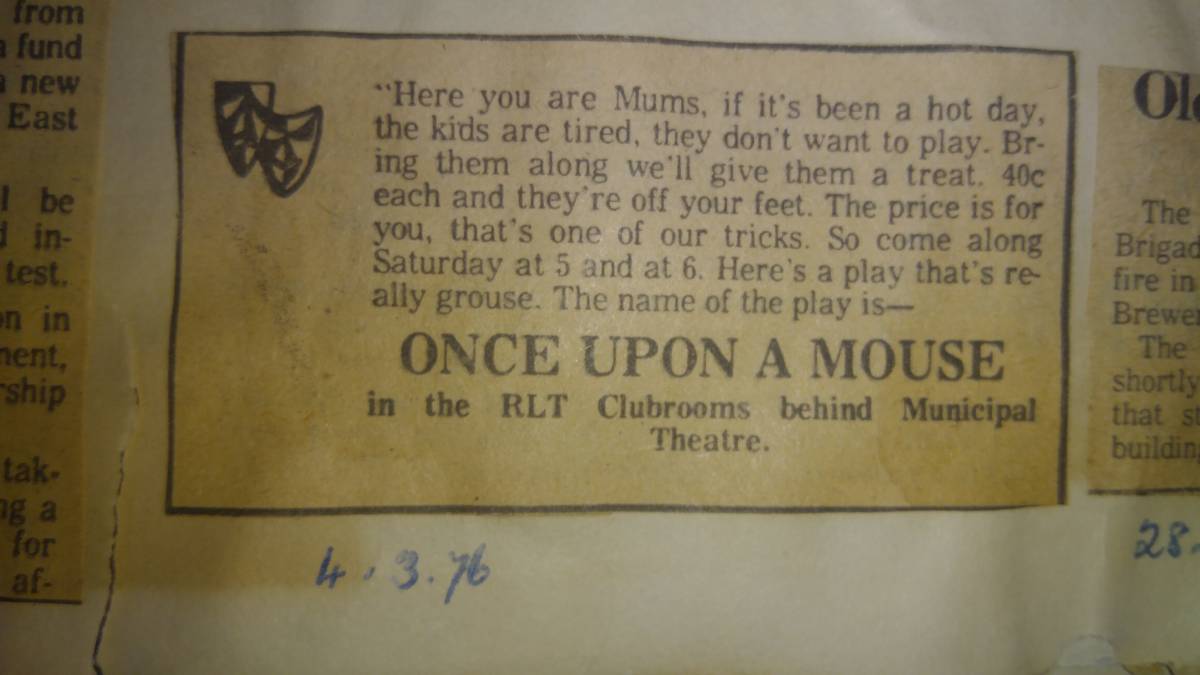 from
a fund
a new
East
l be
d in-
test.
on in
ment,
rship
tak-
ng a
for
af-
“Here you are Mums, if it's been a hot day,
the kids are tired, they don't want to play. Br-
ing them along we'll give them a treat. 40c
each and they're off your feet. The price is for
you, that's one of our tricks. So come along
Saturday at 5 and at 6. Here's a play that's re-
ally grouse. The name of the play is—
ONCE UPON A MOUSE
in the RLT Clubrooms behind Municipal
Theatre.
4.3.76
Ol
The
Brigad
fire in
Brewer
The
shortly
that st
building
28.